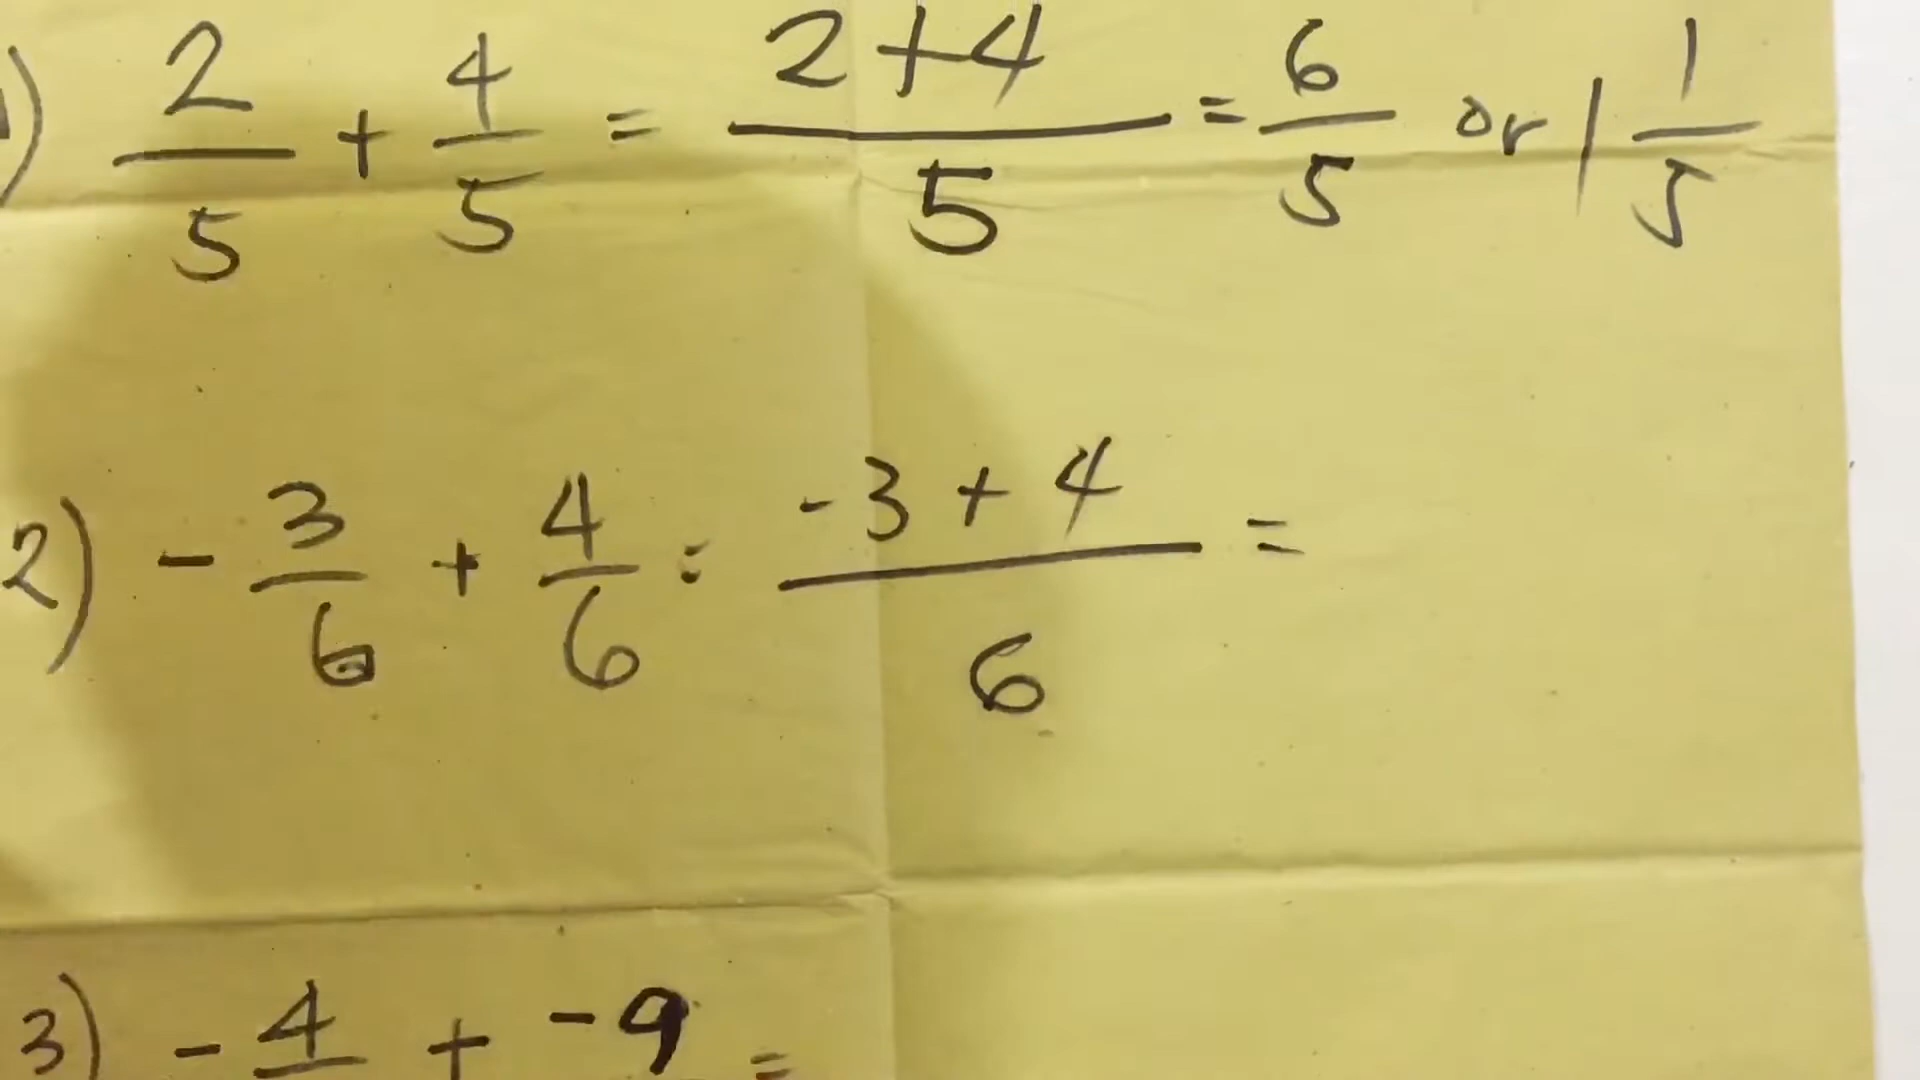 1) 2/5 + 4/5 = 2+4/5 = 6/5 or 1 1/5
2) - 3/6 + 4/6 = -3+4/6 =
3) - 4 + -9 =